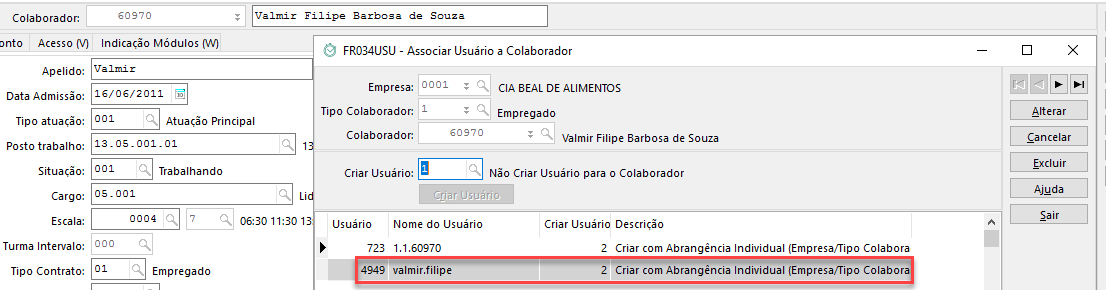 Colaborador: 60970 Valmir Filipe Barbosa de Souza
onto Acesso (V) Indicação Módulos (W)
Apelido: Valmir
Data Admissão: 16/06/2011
Tipo atuação: 001 Atuação Principal
Posto trabalho: 13.05.001.01 13
Situação: 001 Trabalhando
Cargo: 05.001 Lid
Escala: 0004 7 06:30 11:30 13:
Turma Intervalo: 000
Tipo Contrato: 01 Empregado
FR034USU - Associar Usuário a Colaborador
Empresa: 0001 CIA BEAL DE ALIMENTOS
Tipo Colaborador: 1 Empregado
Colaborador: 60970 Valmir Filipe Barbosa de Souza
Criar Usuário: 1 Não Criar Usuário para o Colaborador
Criar Usuário
Alterar
Cancelar
Excluir
Ajuda
Sair
Usuário Nome do Usuário Criar Usuário Descrição
723 1.1.60970 2 Criar com Abrangência Individual (Empresa/Tipo Colabora
4949 valmir.filipe 2 Criar com Abrangência Individual (Empresa/Tipo Colabora